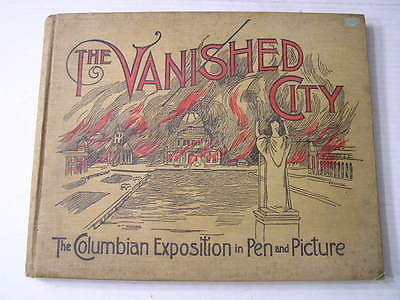 THE VANISHED
CITY
The Columbian Exposition in Pen and Picture